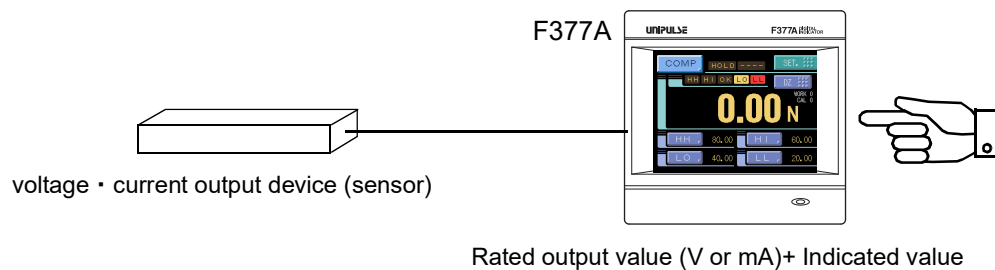 F377A
UNIPULSE F377A DIGITAL INDICATOR
COMP HOLD ---- SET.
HH HI OK LO LL DZ
WORK 0
CAL 0
0.00 N
HH 80.00 HI 60.00
LO 40.00 LL 20.00
voltage・current output device (sensor)
Rated output value (V or mA)+ Indicated value